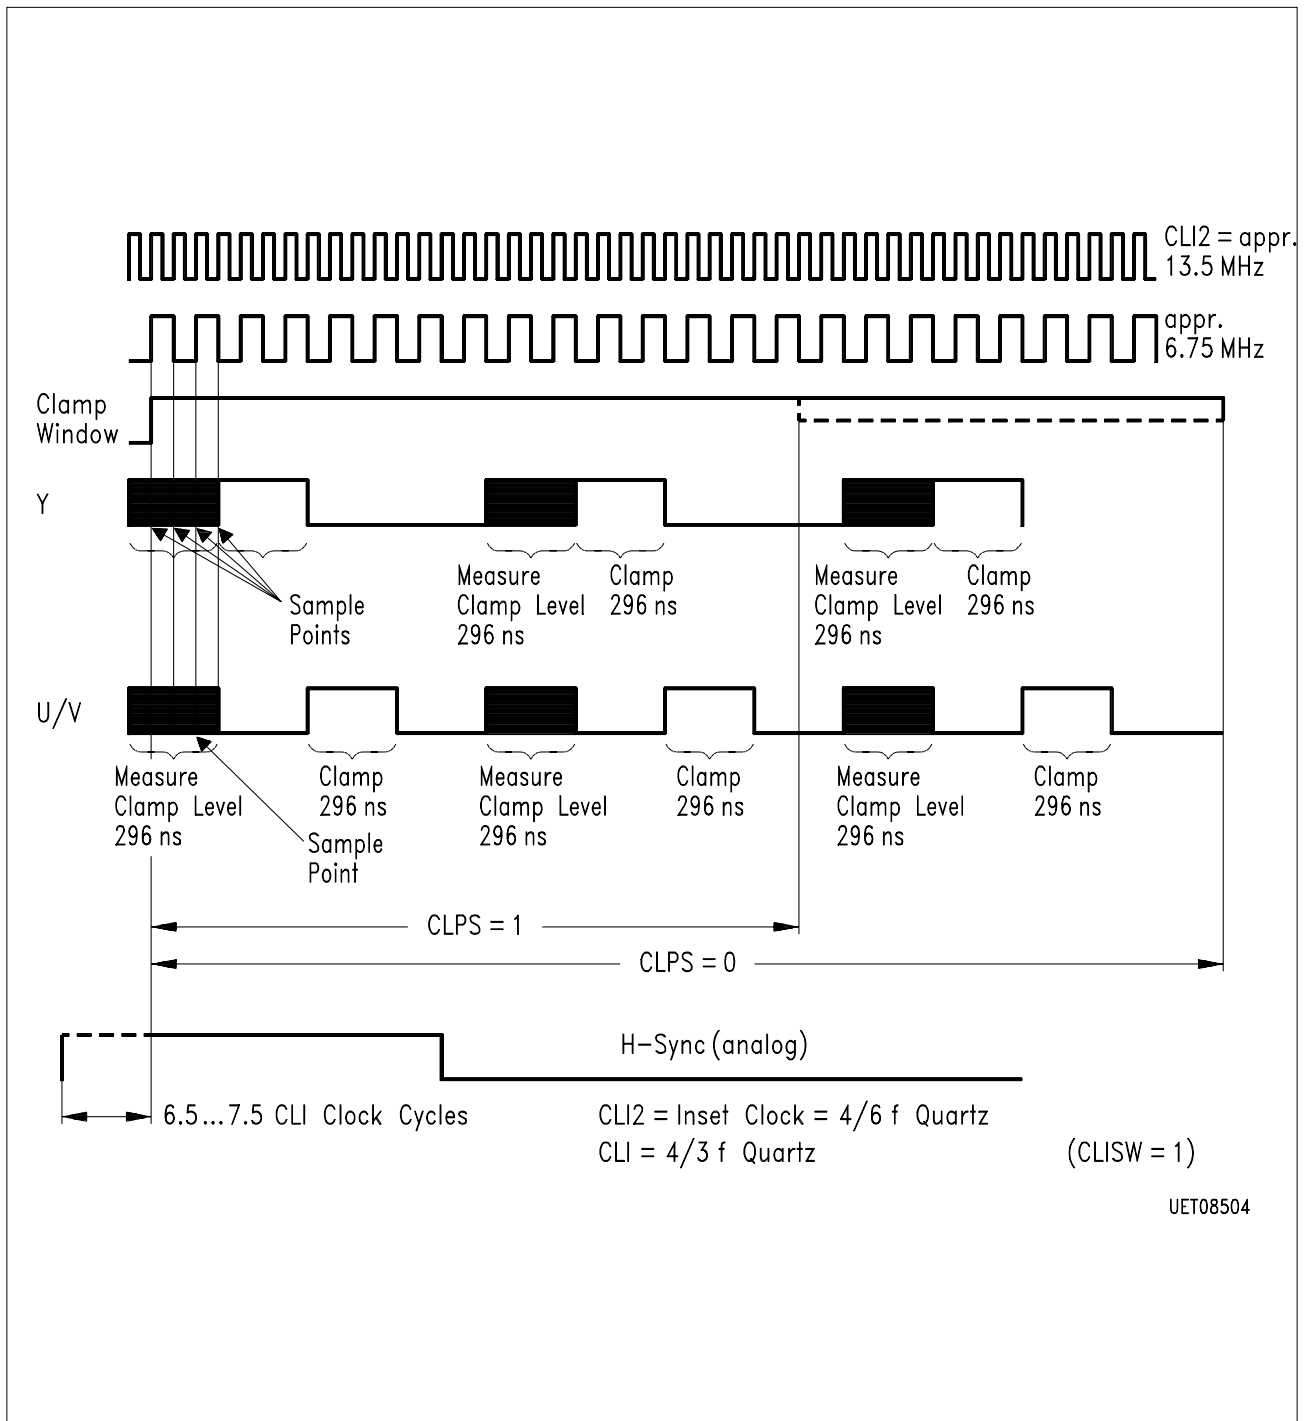 CLI2 = appr.
13.5 MHz
appr.
6.75 MHz
Clamp
Window
Y
Measure
Clamp Level
296 ns
Clamp
296 ns
Measure
Clamp Level
296 ns
Clamp
296 ns
Sample
Points
U/V
Measure
Clamp Level
296 ns
Clamp
296 ns
Measure
Clamp Level
296 ns
Clamp
296 ns
Measure
Clamp Level
296 ns
Clamp
296 ns
Sample
Point
CLPS = 1
CLPS = 0
H-Sync (analog)
6.5...7.5 CLI Clock Cycles
CLI2 = Inset Clock = 4/6 f Quartz
CLI = 4/3 f Quartz (CLISW = 1)
UET08504